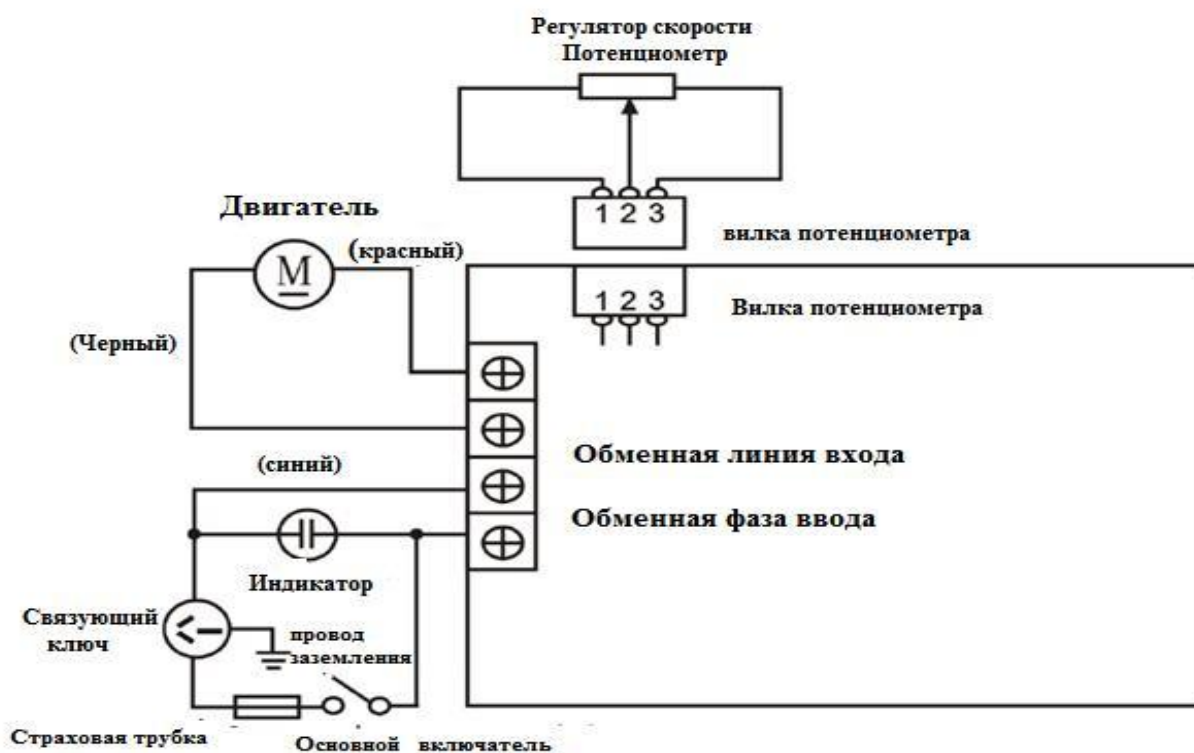 Регулятор скорости
Потенциометр
1 2 3
вилка потенциометра
Двигатель
(красный)
M
1 2 3
Вилка потенциометра
(Черный)
(синий)
Обменная линия входа
Обменная фаза ввода
Индикатор
Связующий
ключ
провод
заземления
Страховая трубка
Основной включатель